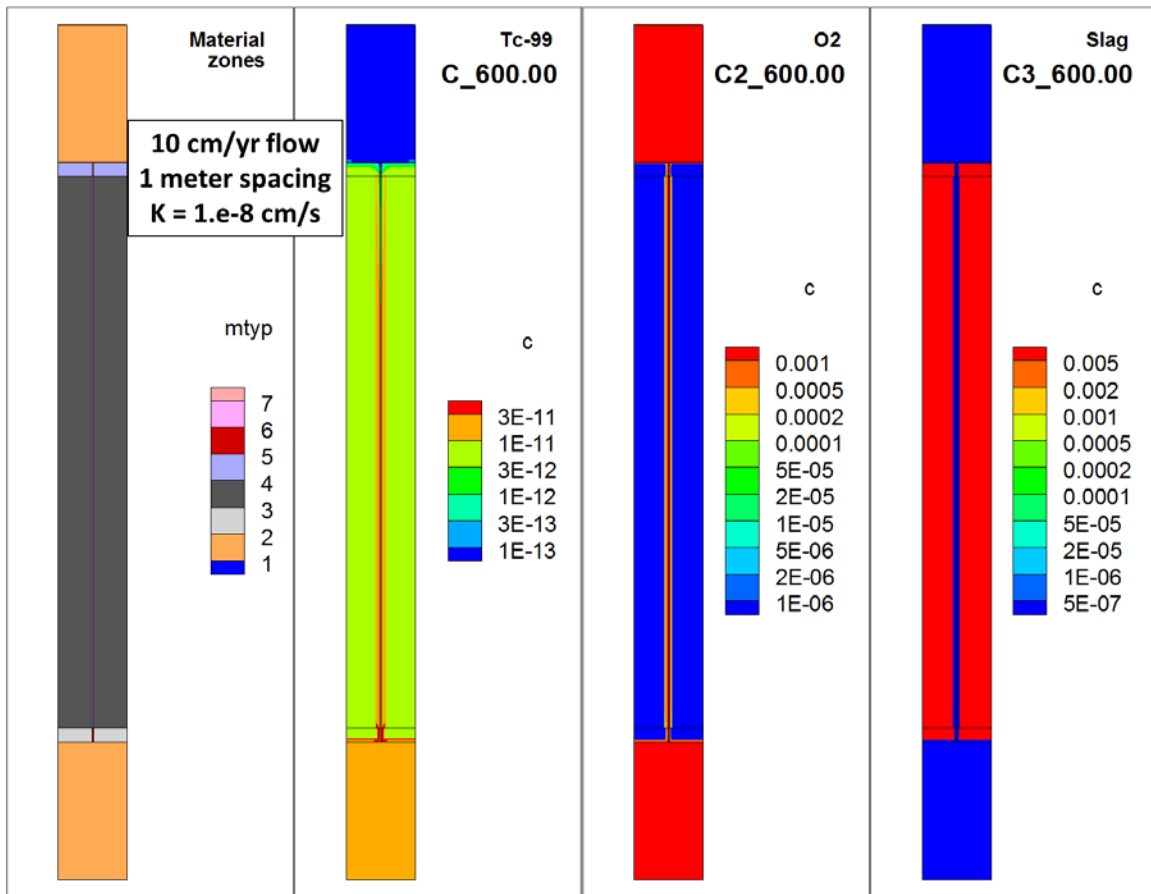 Material
zones
10 cm/yr flow
1 meter spacing
K = 1.e-8 cm/s
mtyp
7
6
5
4
3
2
1
Tc-99
C_600.00
c
3E-11
1E-11
3E-12
1E-12
3E-13
1E-13
O2
C2_600.00
c
0.001
0.0005
0.0002
0.0001
5E-05
2E-05
1E-05
5E-06
2E-06
1E-06
Slag
C3_600.00
c
0.005
0.002
0.001
0.0005
0.0002
0.0001
5E-05
2E-05
1E-06
5E-07